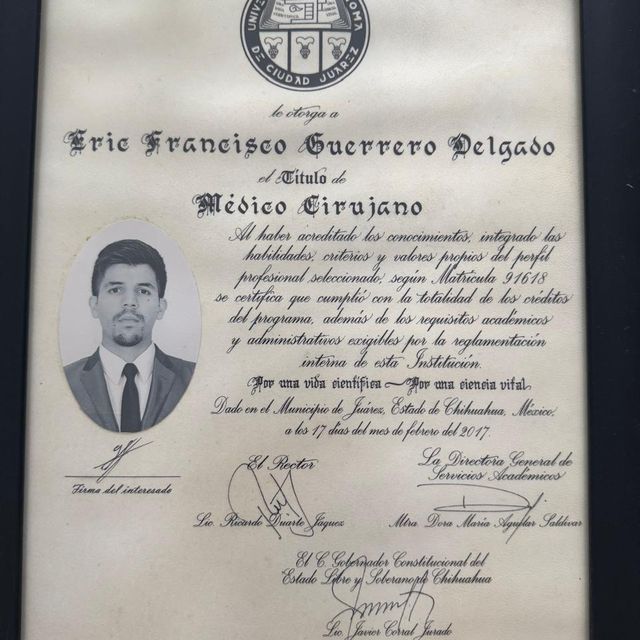 DE CIUDAD JUAREZ
le otorga a
Eric Francisco Guerrero Delgado
el Título de
Médico Cirujano
Al haber acreditado los conocimientos, integrado las
habilidades, criterios y valores propios del perfil
profesional seleccionado, según Matrícula 91618
se certifica que cumplió con la totalidad de los créditos
del programa, además de los requisitos académicos
y administrativos exigibles por la reglamentación
interna de esta Institución.
Por una vida científica – Por una ciencia vital
Dado en el Municipio de Juárez, Estado de Chihuahua, México,
a los 17 días del mes de febrero del 2017.
Firma del interesado
El Rector
Lic. Ricardo Duarte Jáquez
La Directora General de
Servicios Académicos
Mtra. Dora María Aguilar Saldívar
El C. Gobernador Constitucional del
Estado Libre y Soberano de Chihuahua
Lic. Javier Corral Jurado